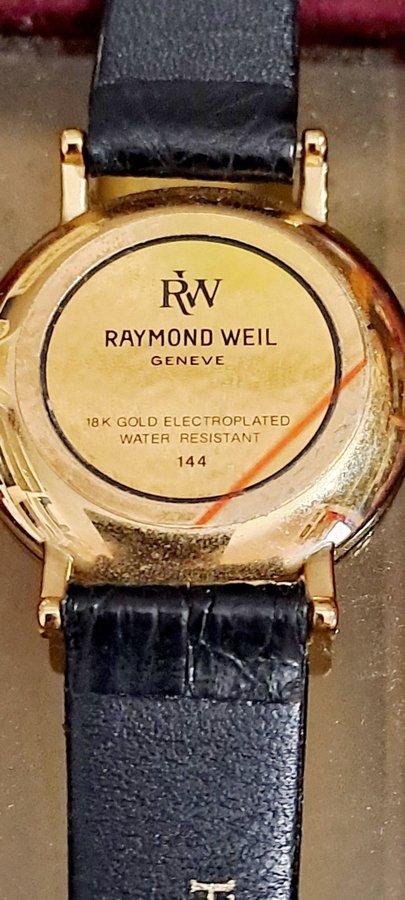 RW
RAYMOND WEIL
GENEVE
18K GOLD ELECTROPLATED
WATER RESISTANT
144